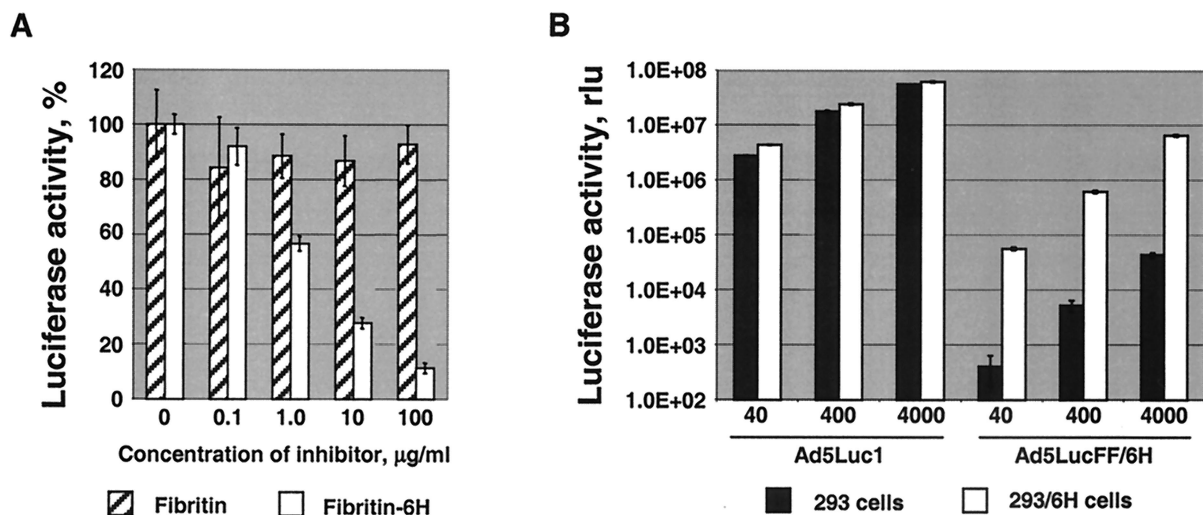 A
Luciferase activity, %
120
100
80
60
40
20
0
0 0.1 1.0 10 100
Concentration of inhibitor, μg/ml
Fibritin Fibritin-6H
B
Luciferase activity, rlu
1.0E+08
1.0E+07
1.0E+06
1.0E+05
1.0E+04
1.0E+03
1.0E+02
40 400 4000 40 400 4000
Ad5Luc1 Ad5LucFF/6H
293 cells 293/6H cells